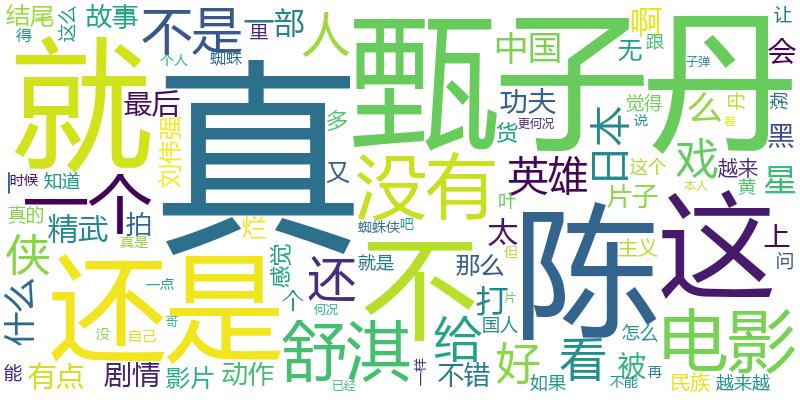 结尾 得 这么 故事 不是 里 一部 人 甄子丹 中国 啊 无 跟 让 会
蜘蛛 个人 子弹
就 真 最后 刘伟强 多 功夫 货 更何况 觉得 说 么 丹 著 黑
时候 知道 一个 又 没有 英雄 日本 戏 这个 越来 黄 星
真的 精武 拍 烂 蜘蛛侠 吧 吁 片子 本人
侠 真是 感觉 还 就是 那么 太 但 陈 主义 这 上 问
什么 一点 还是 个 何况 不 打 片 国人
没 自己 哥 舒淇 给 好 看 怎么 被 再 电影
能 有点 剧情 影片 动作 已经 一样 不错 如果 不能 民族 越来越